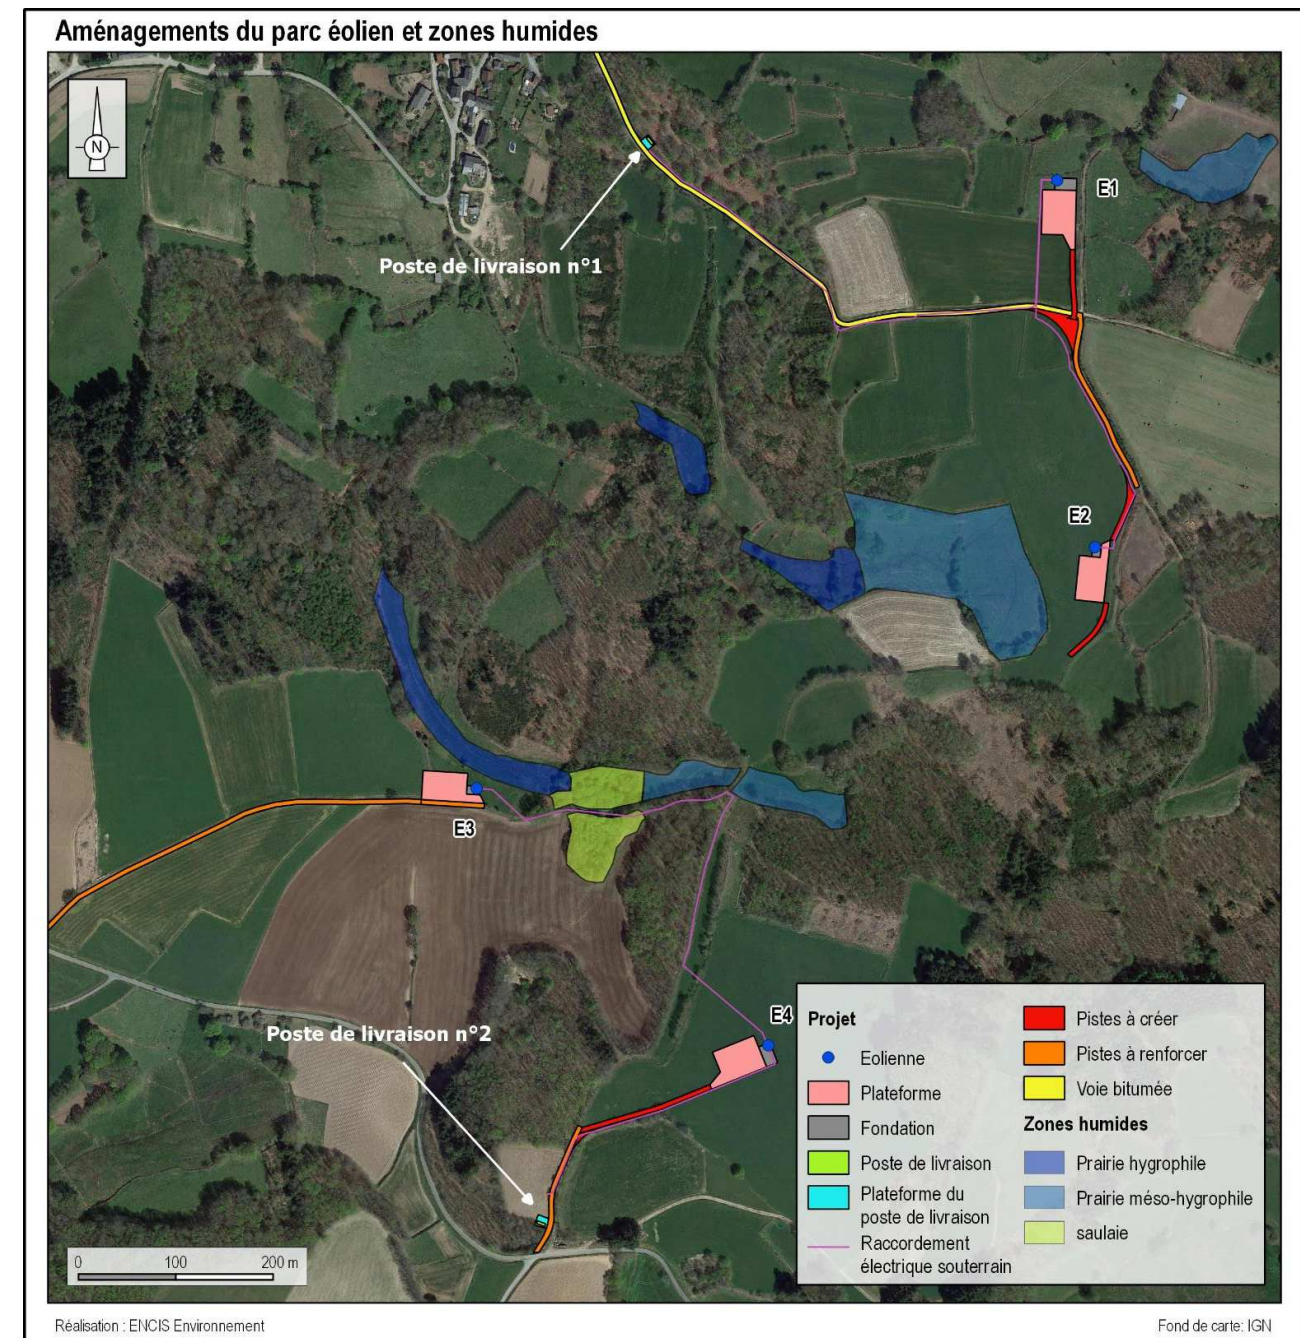 Aménagements du parc éolien et zones humides
N
E1
Poste de livraison n°1
E2
E3
E4
Poste de livraison n°2
Projet
Eolienne
Plateforme
Fondation
Poste de livraison
Plateforme du
poste de livraison
Raccordement
électrique souterrain
Pistes à créer
Pistes à renforcer
Voie bitumée
Zones humides
Prairie hygrophile
Prairie méso-hygrophile
saulaie
0 100 200 m
Réalisation : ENCIS Environnement
Fond de carte: IGN